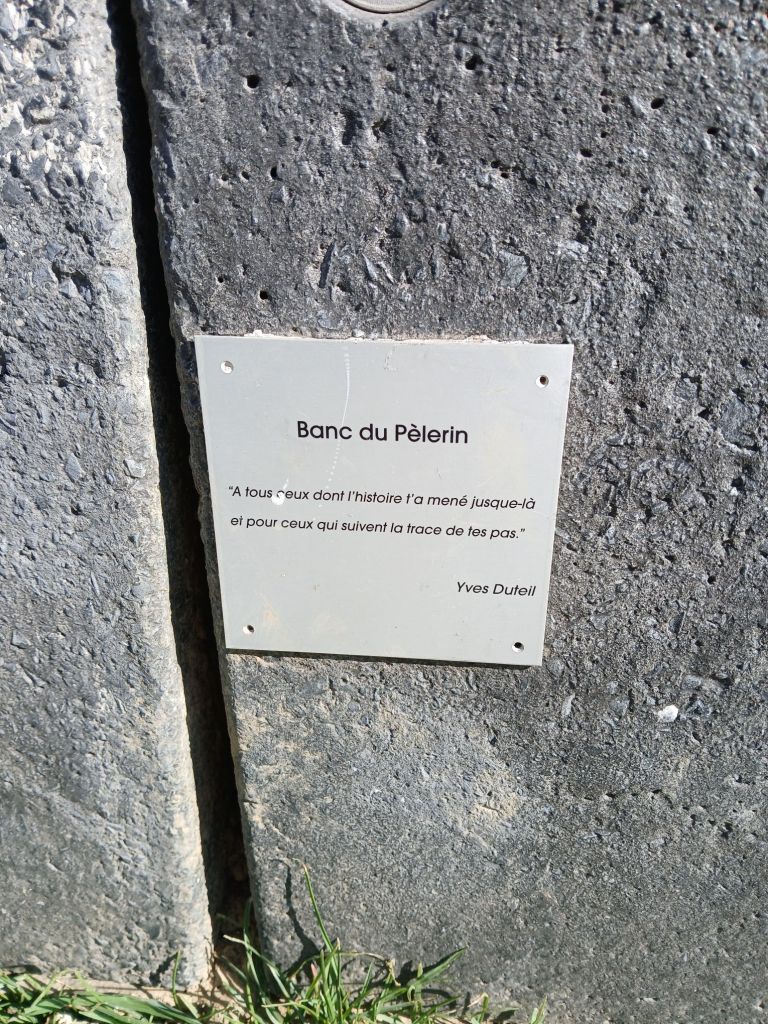 Banc du Pèlerin
"A tous ceux dont l'histoire t'a mené jusque-là
et pour ceux qui suivent la trace de tes pas."
Yves Duteil